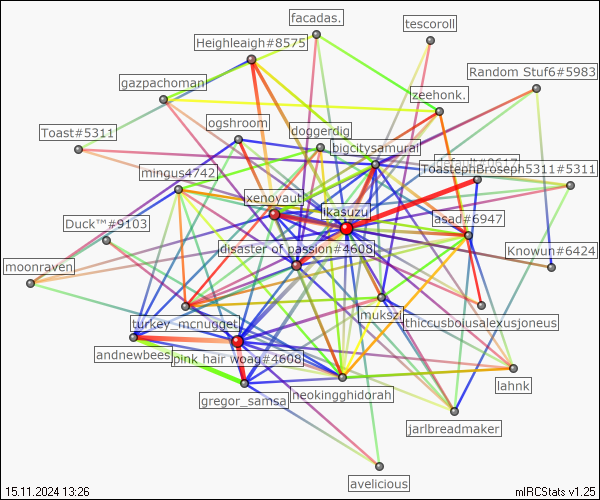 facadas.
tescoroll
Heighleaigh#8575
Random Stuf6#5983
gazpachoman
zeehonk.
ogshroom
doggerdig
Toast#5311
bigcitysamurai
default#0617
ToastephBroseph5311#5311
mingus4742
xenoyaut
ikasuzu
asad#6947
Duck™#9103
disaster of passion#4608
Knowun#6424
moonraven
mukszi
turkey_mcnugget
thiccusboiusalexusjoneus
andnewbees
pink hair woag#4608
lahnk
heokingghidorah
gregor_samsa
jarlbreadmaker
avelicious
15.11.2024 13:26
mIRCStats v1.25